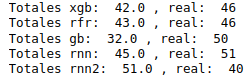 Totales xgb:  42.0 , real:  46
Totales rfr:  43.0 , real:  46
Totales gb:  32.0 , real:  50
Totales rnn:  45.0 , real:  51
Totales rnn2:  51.0 , real:  40